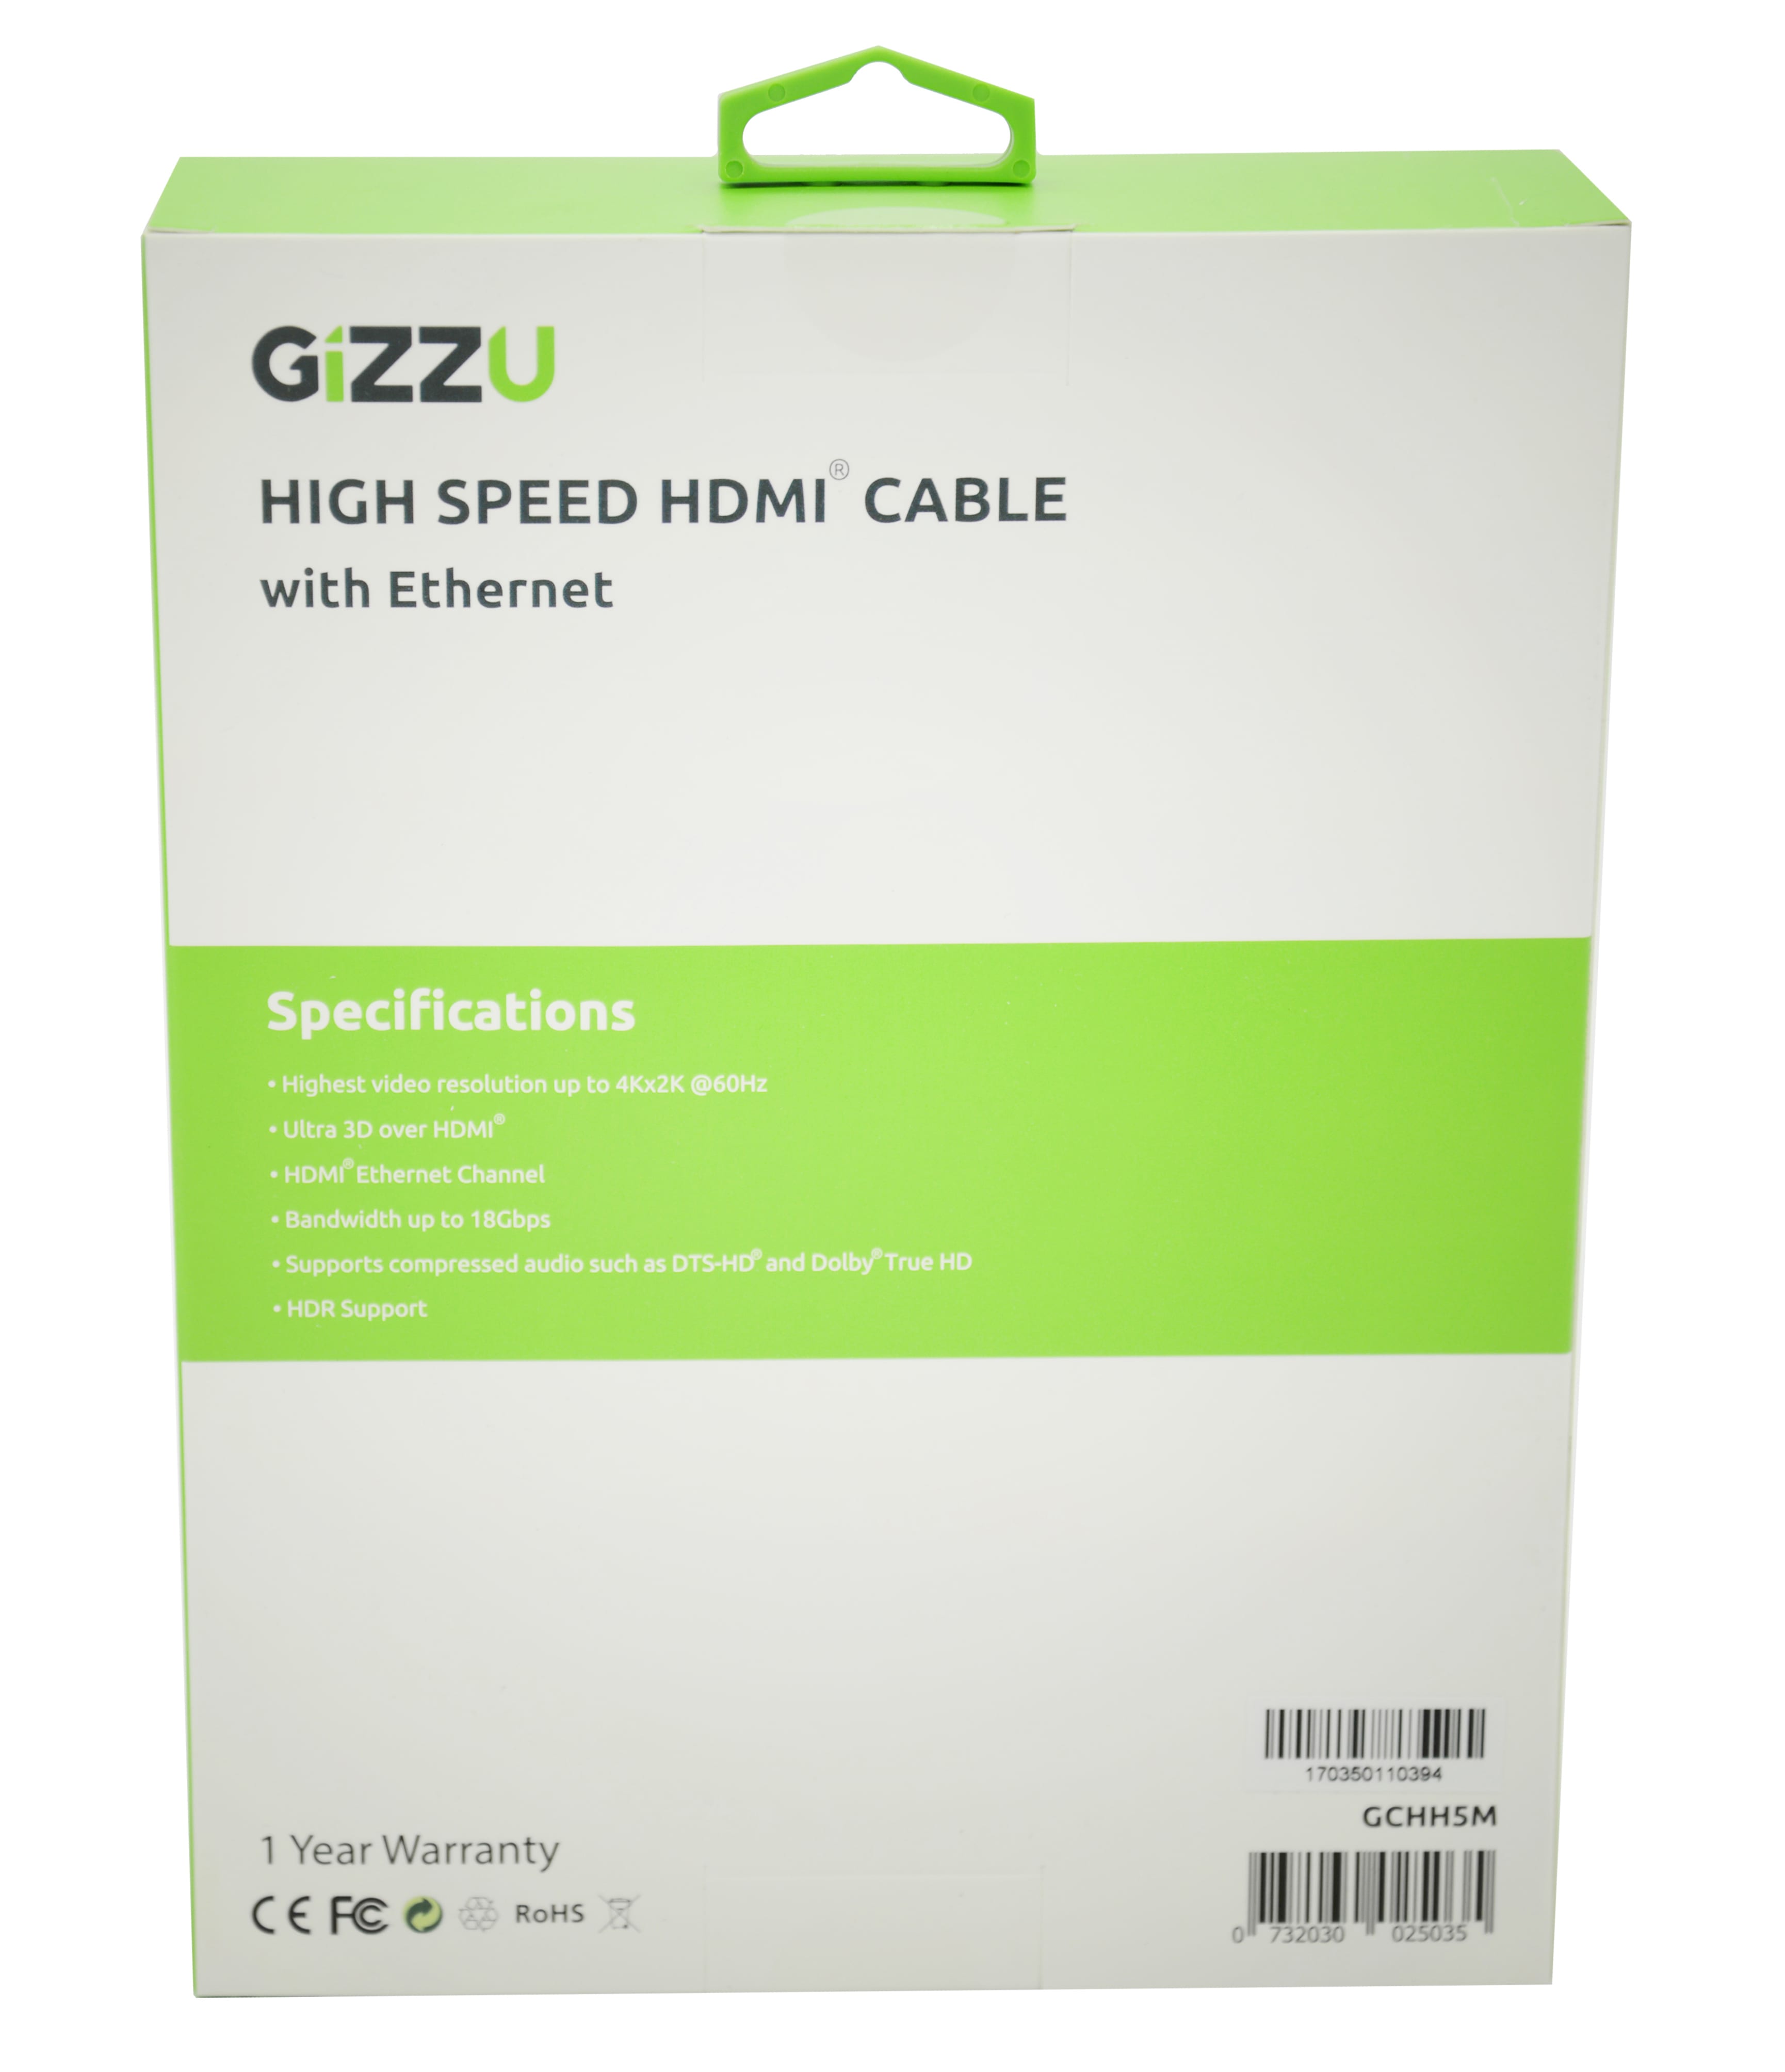 GiZZU
HIGH SPEED HDMI® CABLE
with Ethernet
Specifications
• Highest video resolution up to 4Kx2K @60Hz
• Ultra 3D over HDMI®
• HDMI® Ethernet Channel
• Bandwidth up to 18Gbps
• Supports compressed audio such as DTS-HD® and Dolby® True HD
• HDR Support
170350110394
GCHH5M
1 Year Warranty
CE FC RoHS
0 732030 025035